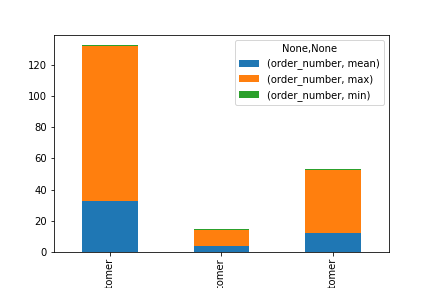 None,None
(order_number, mean)
(order_number, max)
(order_number, min)
120
100
80
60
40
20
0
tomer
tomer
tomer